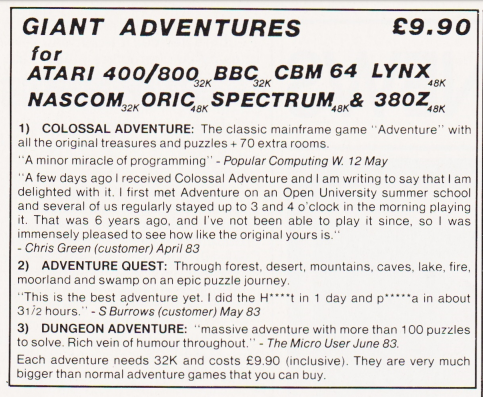 GIANT ADVENTURES £9.90
for
ATARI 400/800 32K BBC 32K CBM 64 LYNX 48K
NASCOM 32K ORIC 48K SPECTRUM 48K & 380Z 48K
1) COLOSSAL ADVENTURE: The classic mainframe game "Adventure" with
all the original treasures and puzzles + 70 extra rooms.
"A minor miracle of programming" - Popular Computing W. 12 May
"A few days ago I received Colossal Adventure and I am writing to say that I am
delighted with it. I first met Adventure on an Open University summer school
and several of us regularly stayed up to 3 and 4 o'clock in the morning playing
it. That was 6 years ago, and I've not been able to play it since, so I was
immensely pleased to see how like the original yours is."
- Chris Green (customer) April 83
2) ADVENTURE QUEST: Through forest, desert, mountains, caves, lake, fire,
moorland and swamp on an epic puzzle journey.
"This is the best adventure yet. I did the H****t in 1 day and p*****a in about
31/2 hours." - S Burrows (customer) May 83
3) DUNGEON ADVENTURE: "massive adventure with more than 100 puzzles
to solve. Rich vein of humour throughout." - The Micro User June 83.
Each adventure needs 32K and costs £9.90 (inclusive). They are very much
bigger than normal adventure games that you can buy.